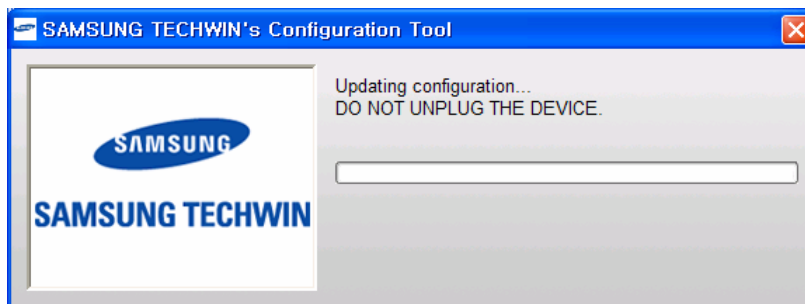 SAMSUNG TECHWIN's Configuration Tool
Updating configuration...
DO NOT UNPLUG THE DEVICE.
SAMSUNG
SAMSUNG TECHWIN